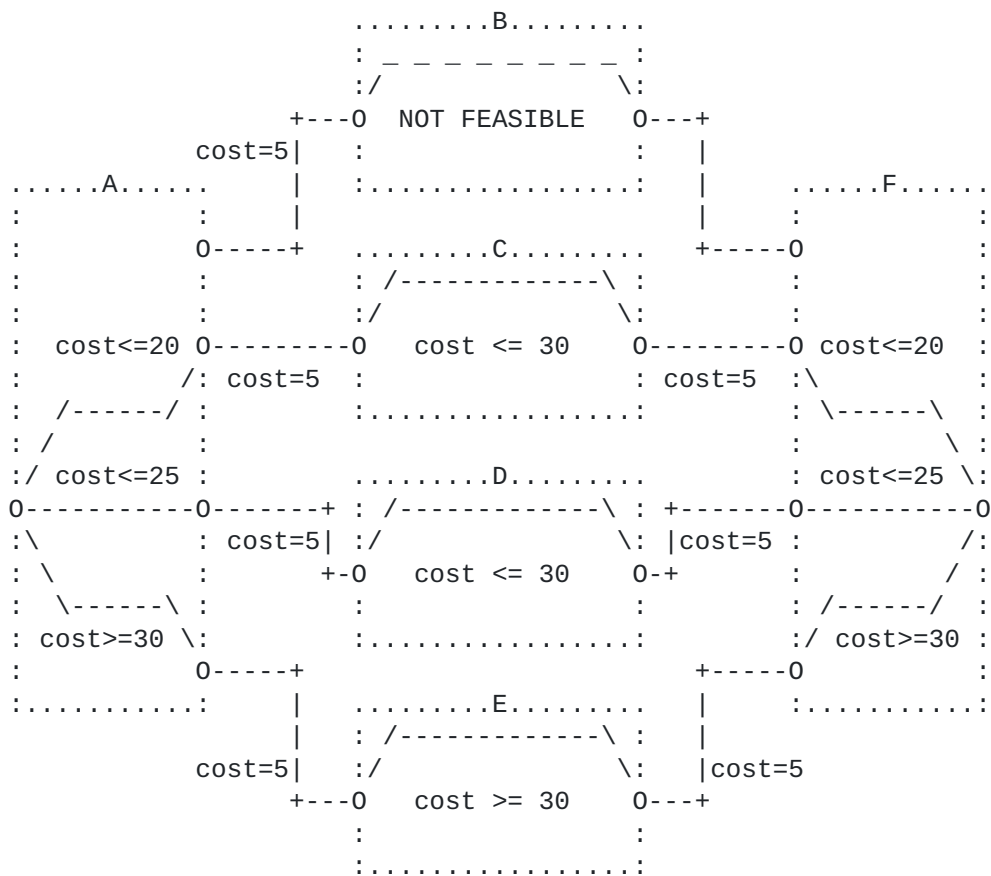 .........B.........
: _ _ _ _ _ _ _ _ :
:/               \:
+---O  NOT FEASIBLE   O---+
cost=5|   :                 :   |
......A......     |   :.................:   |     ......F......
:           :     |                         |     :           :
:           O-----+   .........C.........   +-----O           :
:           :         : /-------------\ :         :           :
:           :         :/               \:         :           :
:  cost<=20 O---------O   cost <= 30    O---------O cost<=20  :
:          /: cost=5  :                 : cost=5  :\          :
:  /------/ :         :.................:         : \------\  :
: /         :                                     :         \ :
:/ cost<=25 :         .........D.........         : cost<=25 \:
O-----------O-------+ : /-------------\ : +-------O-----------O
:\          : cost=5| :/               \: |cost=5 :          /:
: \         :       +-O   cost <= 30    O-+       :         / :
:  \------\ :         :                 :         : /------/  :
: cost>=30 \:         :.................:         :/ cost>=30 :
:           O-----+                         +-----O           :
:...........:     |   .........E.........   |     :...........:
|   : /-------------\ :   |
cost=5|   :/               \:   |cost=5
+---O   cost >= 30    O---+
:                 :
:.................: